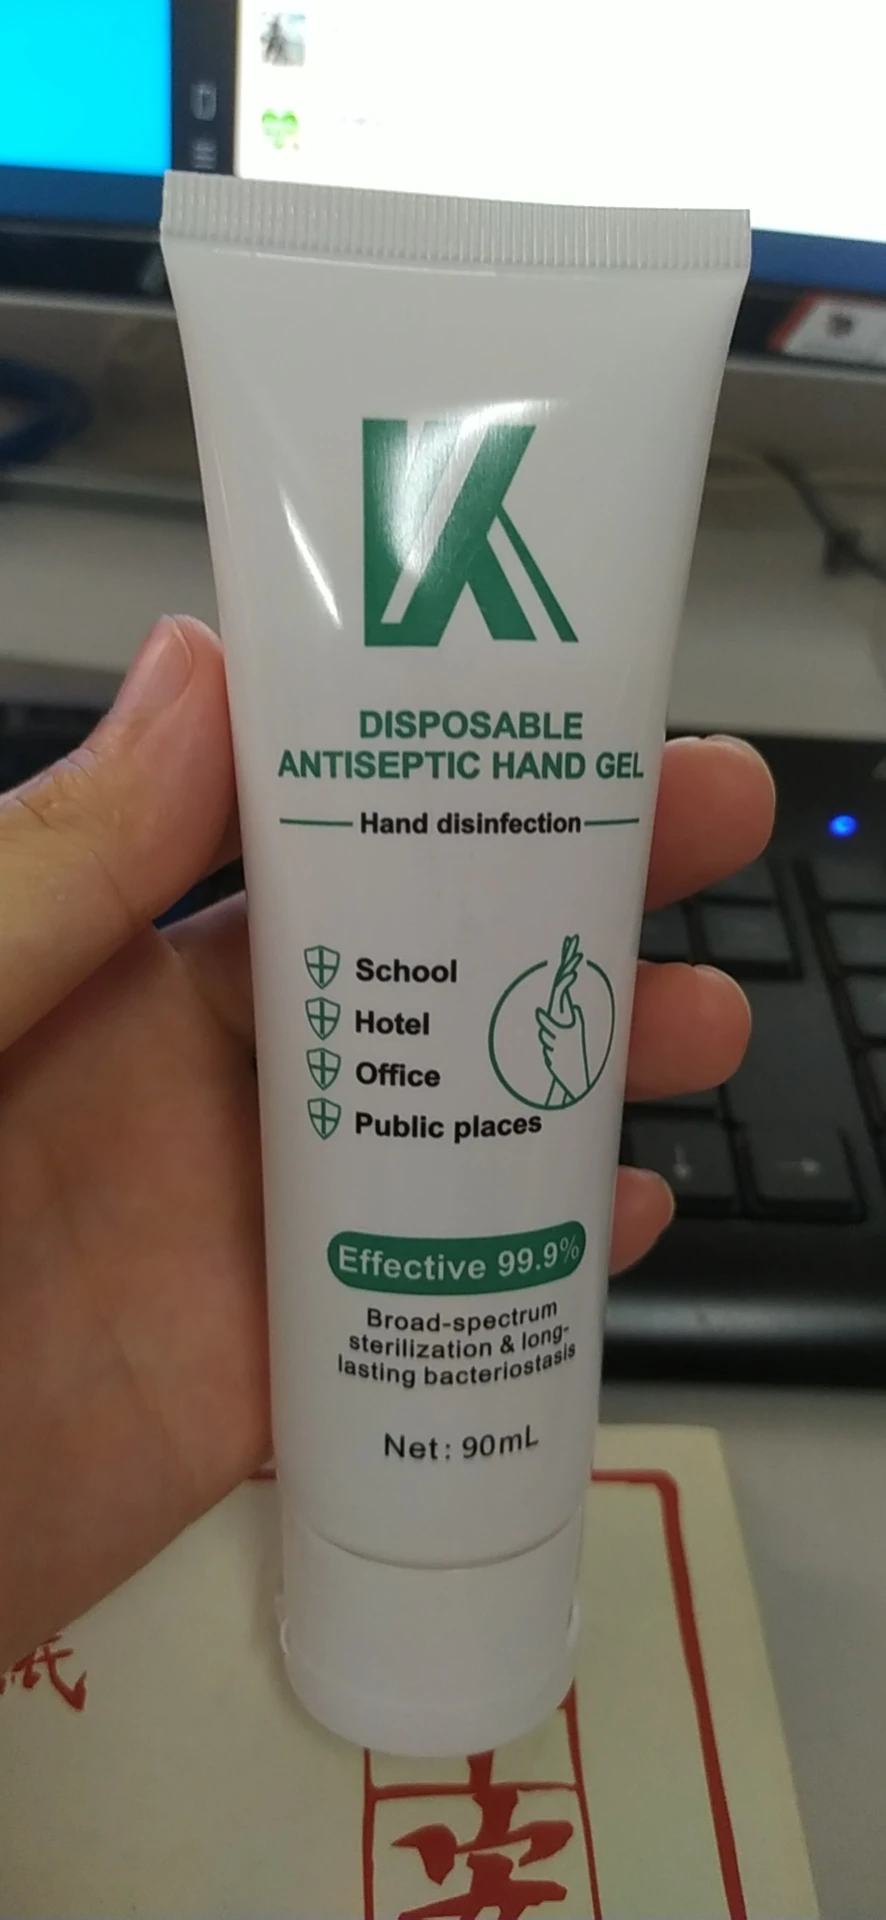 K
DISPOSABLE
ANTISEPTIC HAND GEL
Hand disinfection
School
Hotel
Office
Public places
Effective 99.9%
Broad-spectrum
sterilization & long-
lasting bacteriostasis
Net: 90mL
安